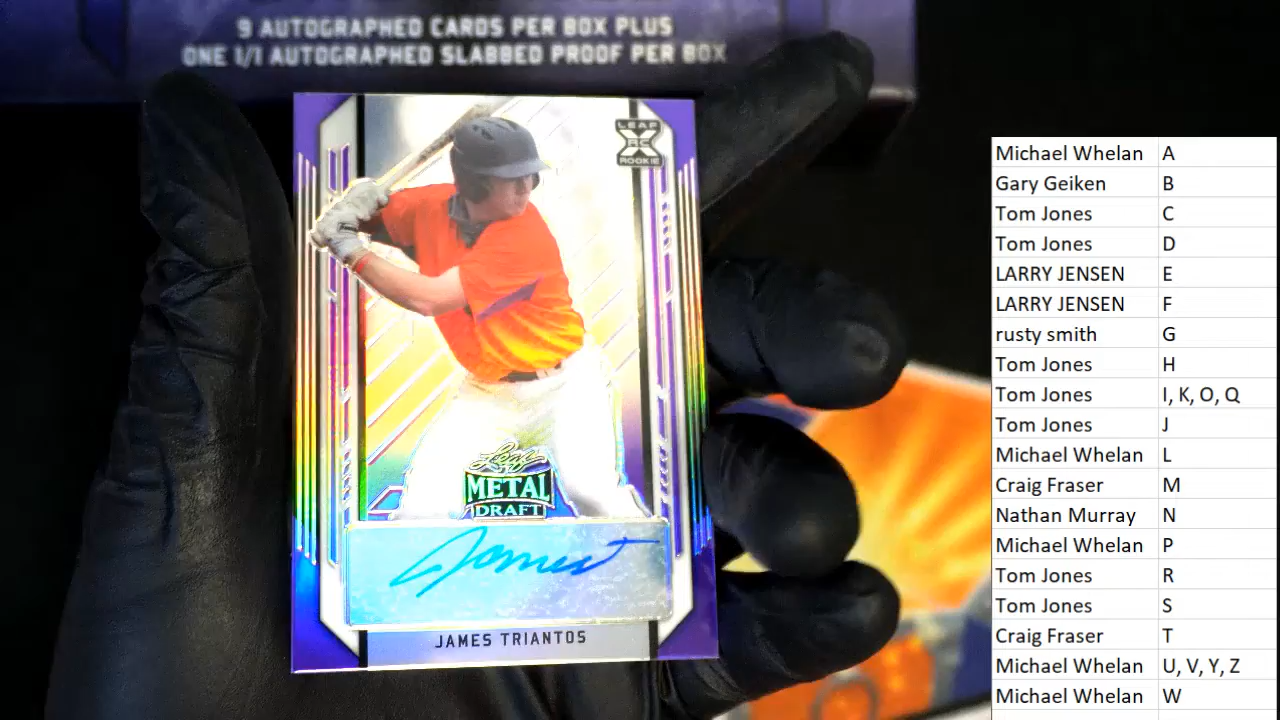 9 AUTOGRAPHED CARDS PER BOX PLUS
ONE 1/1 AUTOGRAPHED SLABBED PROOF PER BOX
LEAF
X
RC
ROOKIE
Leaf
METAL
DRAFT
James T
JAMES TRIANTOS
Michael Whelan A
Gary Geiken B
Tom Jones C
Tom Jones D
LARRY JENSEN E
LARRY JENSEN F
rusty smith G
Tom Jones H
Tom Jones I, K, O, Q
Tom Jones J
Michael Whelan L
Craig Fraser M
Nathan Murray N
Michael Whelan P
Tom Jones R
Tom Jones S
Craig Fraser T
Michael Whelan U, V, Y, Z
Michael Whelan W